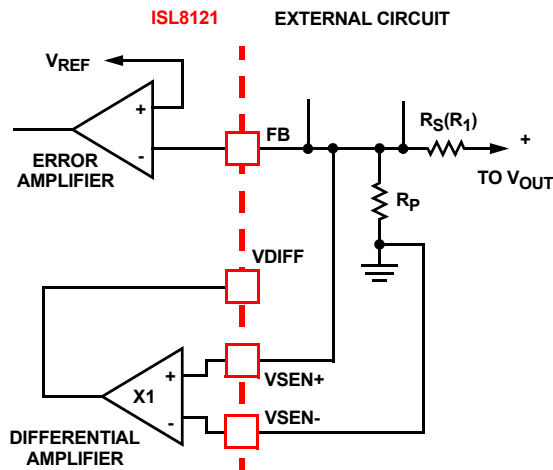 ISL8121
EXTERNAL CIRCUIT
VREF
+
-
ERROR
AMPLIFIER
FB
RS(R1)
+
TO VOUT
RP
VDIFF
X1
+
-
VSEN+
VSEN-
DIFFERENTIAL
AMPLIFIER